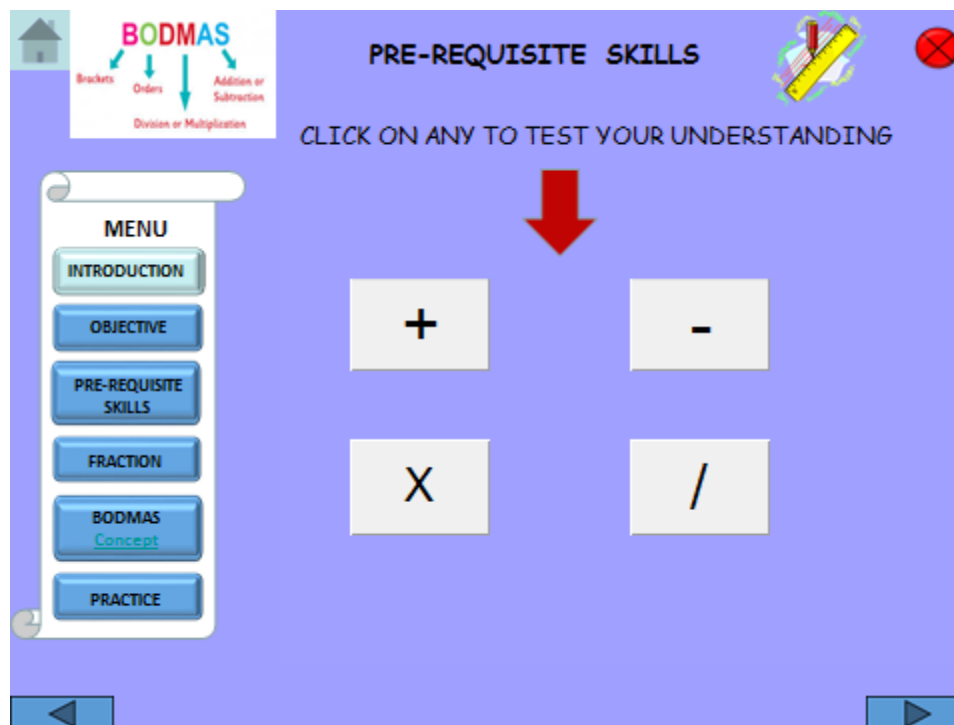 BODMAS
Brackets
Orders
Addition or
Subtraction
Division or Multiplication
PRE-REQUISITE SKILLS
CLICK ON ANY TO TEST YOUR UNDERSTANDING
MENU
INTRODUCTION
OBJECTIVE
PRE-REQUISITE
SKILLS
FRACTION
BODMAS
Concept
PRACTICE
+
-
X
/